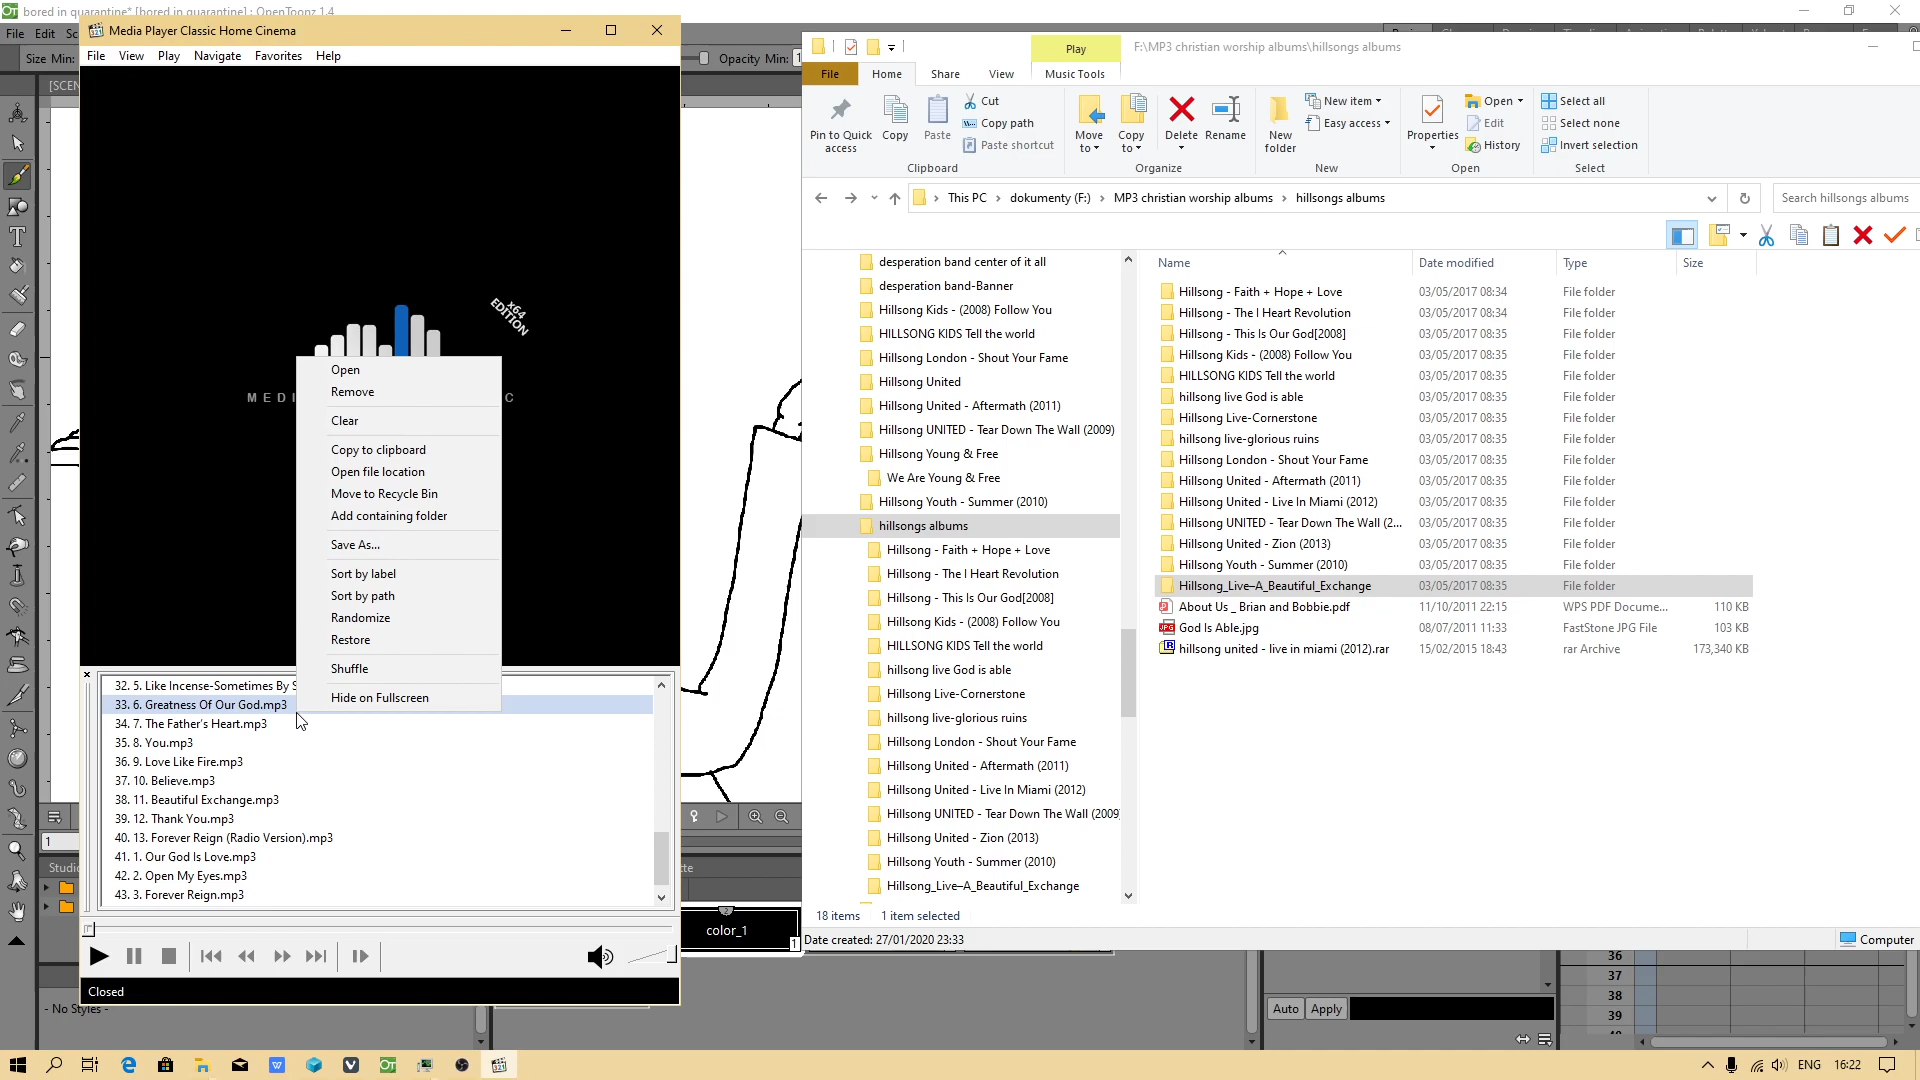 bored in quarantine* [bored in quarantine] : OpenToonz 1.4
File Edit Sc
Size Min:
Opacity Min: 1
[SCEN
Media Player Classic Home Cinema
File View Play Navigate Favorites Help
x64
EDITION
Open
Remove
Clear
Copy to clipboard
Open file location
Move to Recycle Bin
Add containing folder
Save As...
Sort by label
Sort by path
Randomize
Restore
Shuffle
Hide on Fullscreen
32. 5. Like Incense-Sometimes By S
33. 6. Greatness Of Our God.mp3
34. 7. The Father's Heart.mp3
35. 8. You.mp3
36. 9. Love Like Fire.mp3
37. 10. Believe.mp3
38. 11. Beautiful Exchange.mp3
39. 12. Thank You.mp3
40. 13. Forever Reign (Radio Version).mp3
41. 1. Our God Is Love.mp3
42. 2. Open My Eyes.mp3
43. 3. Forever Reign.mp3
Closed
Play
F:\MP3 christian worship albums\hillsongs albums
File Home Share View Music Tools
Pin to Quick access
Copy
Paste
Cut
Copy path
Paste shortcut
Clipboard
Move to
Copy to
Delete
Rename
Organize
New folder
New item
Easy access
New
Properties
Open
Edit
History
Open
Select all
Select none
Invert selection
Select
This PC dokumenty (F:) MP3 christian worship albums hillsongs albums
Search hillsongs albums
desperation band center of it all
desperation band-Banner
Hillsong Kids - (2008) Follow You
HILLSONG KIDS Tell the world
Hillsong London - Shout Your Fame
Hillsong United
Hillsong United - Aftermath (2011)
Hillsong UNITED - Tear Down The Wall (2009)
Hillsong Young & Free
We Are Young & Free
Hillsong Youth - Summer (2010)
hillsongs albums
Hillsong - Faith + Hope + Love
Hillsong - The I Heart Revolution
Hillsong - This Is Our God[2008]
Hillsong Kids - (2008) Follow You
HILLSONG KIDS Tell the world
hillsong live God is able
Hillsong Live-Cornerstone
hillsong live-glorious ruins
Hillsong London - Shout Your Fame
Hillsong United - Aftermath (2011)
Hillsong United - Live In Miami (2012)
Hillsong UNITED - Tear Down The Wall (2009
Hillsong United - Zion (2013)
Hillsong Youth - Summer (2010)
Hillsong_Live–A_Beautiful_Exchange
Name Date modified Type Size
Hillsong - Faith + Hope + Love 03/05/2017 08:34 File folder
Hillsong - The I Heart Revolution 03/05/2017 08:34 File folder
Hillsong - This Is Our God[2008] 03/05/2017 08:35 File folder
Hillsong Kids - (2008) Follow You 03/05/2017 08:35 File folder
HILLSONG KIDS Tell the world 03/05/2017 08:35 File folder
hillsong live God is able 03/05/2017 08:35 File folder
Hillsong Live-Cornerstone 03/05/2017 08:35 File folder
hillsong live-glorious ruins 03/05/2017 08:35 File folder
Hillsong London - Shout Your Fame 03/05/2017 08:35 File folder
Hillsong United - Aftermath (2011) 03/05/2017 08:35 File folder
Hillsong United - Live In Miami (2012) 03/05/2017 08:35 File folder
Hillsong UNITED - Tear Down The Wall (2... 03/05/2017 08:35 File folder
Hillsong United - Zion (2013) 03/05/2017 08:35 File folder
Hillsong Youth - Summer (2010) 03/05/2017 08:35 File folder
Hillsong_Live–A_Beautiful_Exchange 03/05/2017 08:35 File folder
About Us _ Brian and Bobbie.pdf 11/10/2011 22:15 WPS PDF Docume... 110 KB
God Is Able.jpg 08/07/2011 11:33 FastStone JPG File 103 KB
hillsong united - live in miami (2012).rar 15/02/2015 18:43 rar Archive 173,340 KB
18 items 1 item selected
Date created: 27/01/2020 23:33
Computer
1
Studi
ette
color_1
1
- No Styles -
Auto Apply
36
37
38
39
ENG 16:22